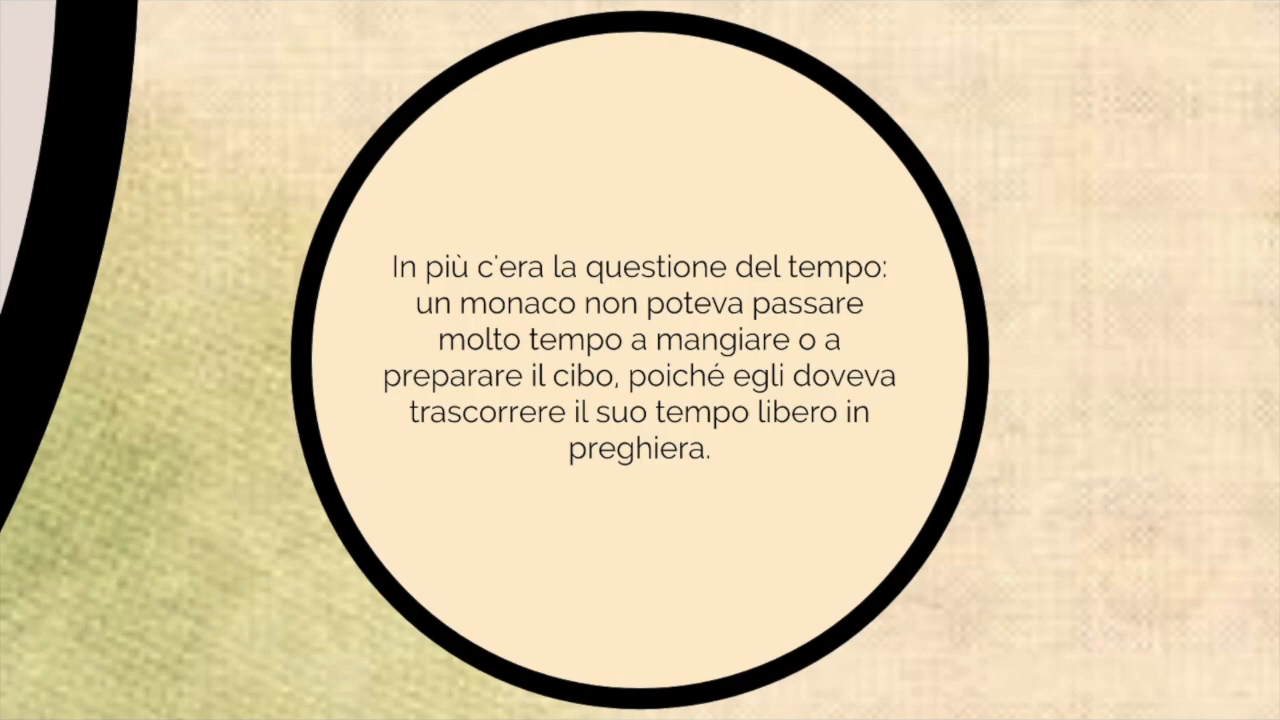 In più c'era la questione del tempo:
un monaco non poteva passare
molto tempo a mangiare o a
preparare il cibo, poiché egli doveva
trascorrere il suo tempo libero in
preghiera.